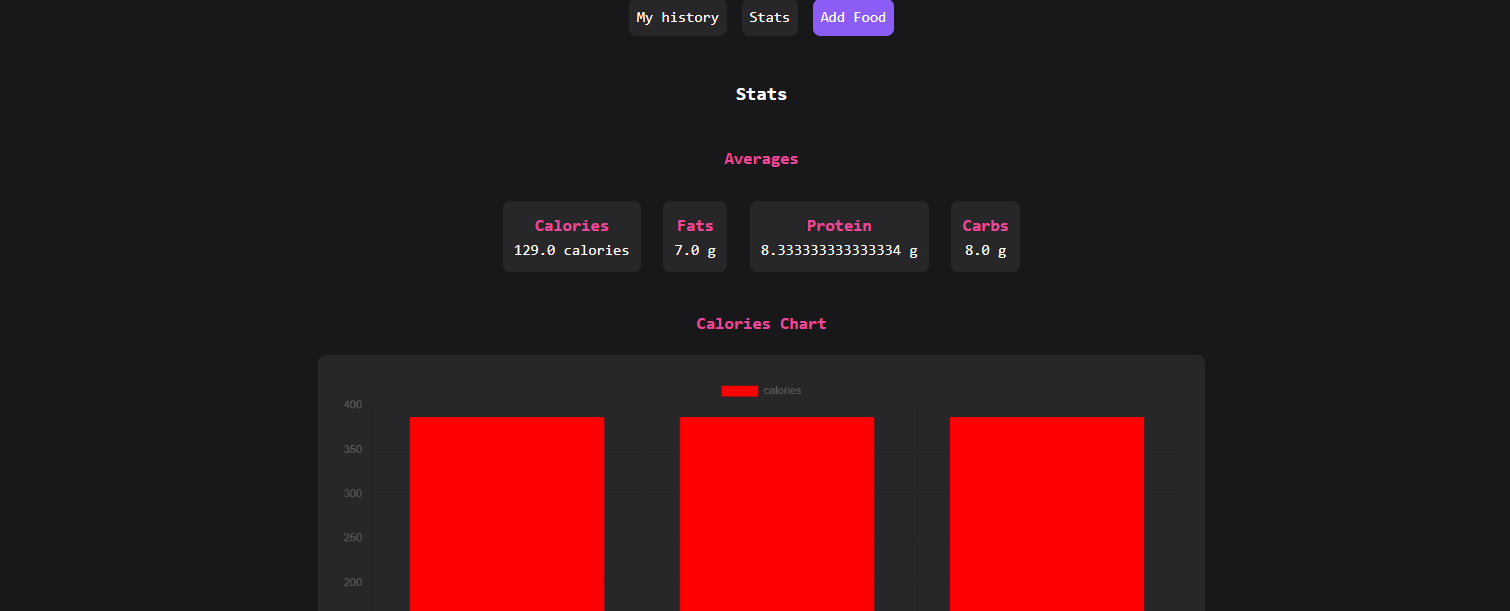 My history Stats Add Food
Stats
Averages
Calories Fats Protein Carbs
129.0 calories 7.0 g 8.333333333333334 g 8.0 g
Calories Chart
calories
400
350
300
250
200